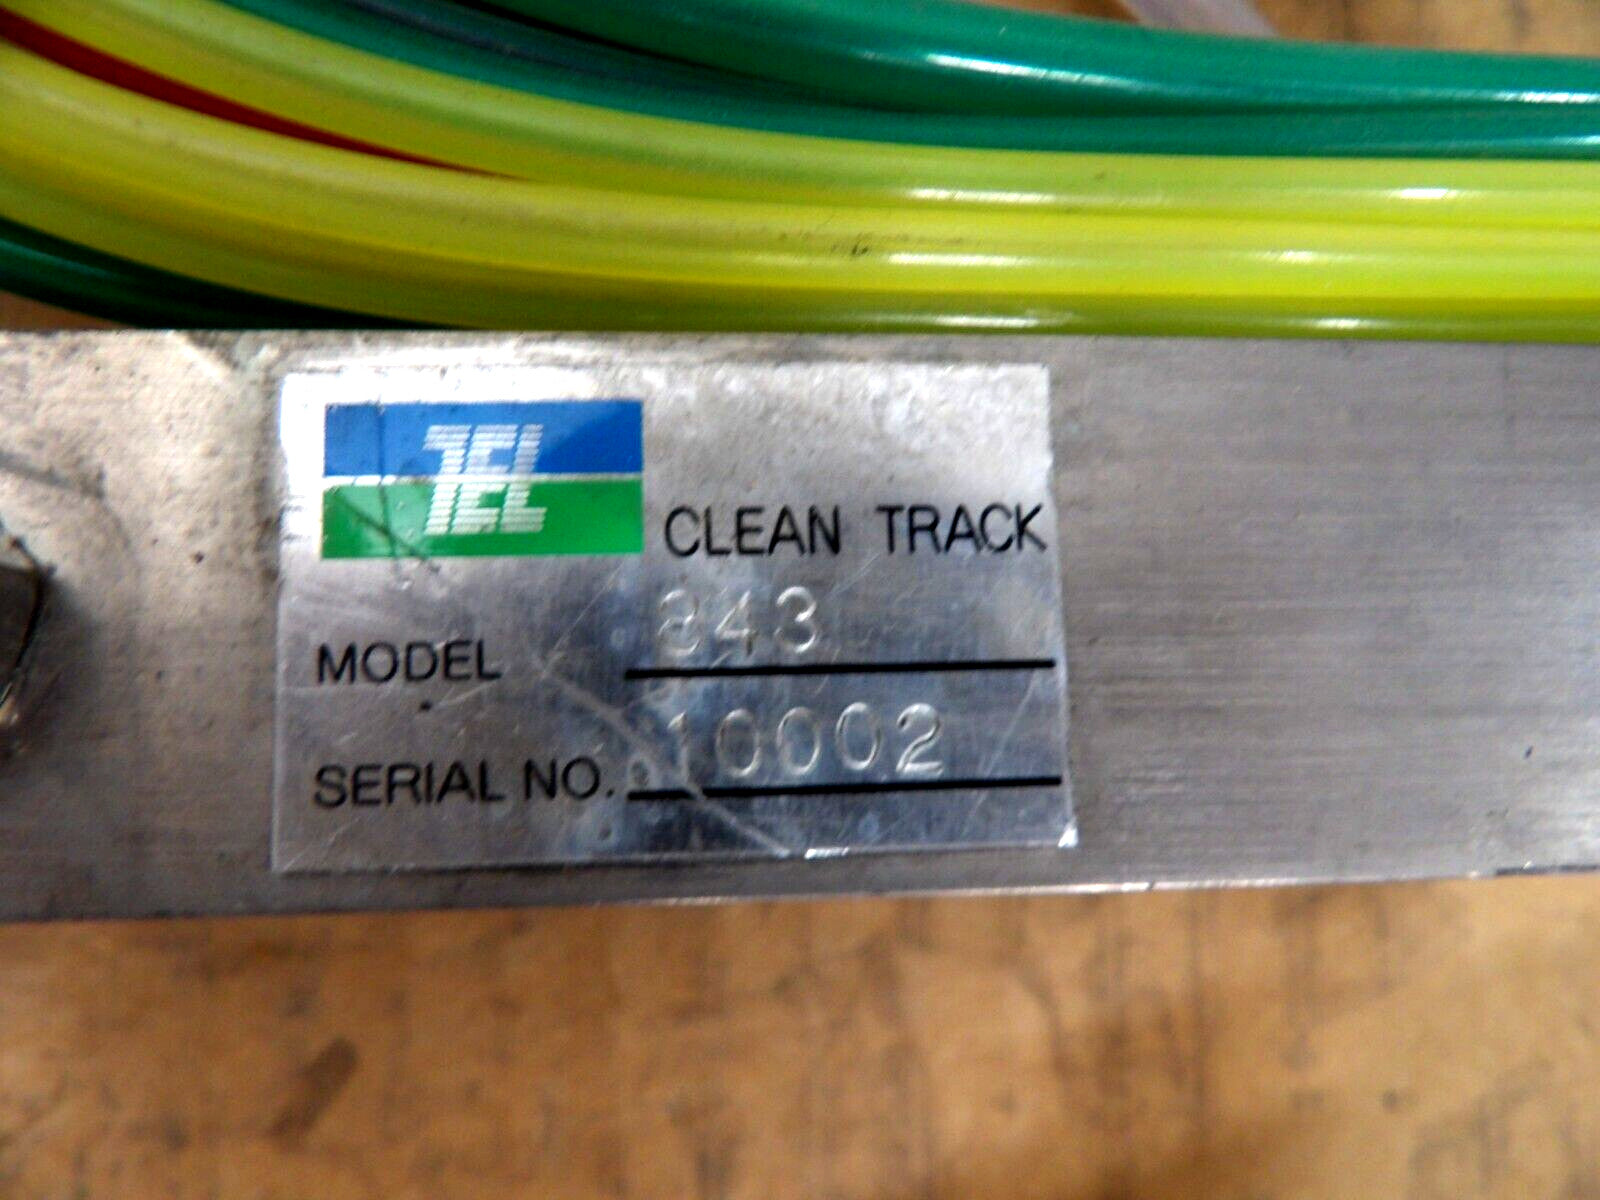 TEL
CLEAN TRACK
MODEL 843
SERIAL NO. 10002